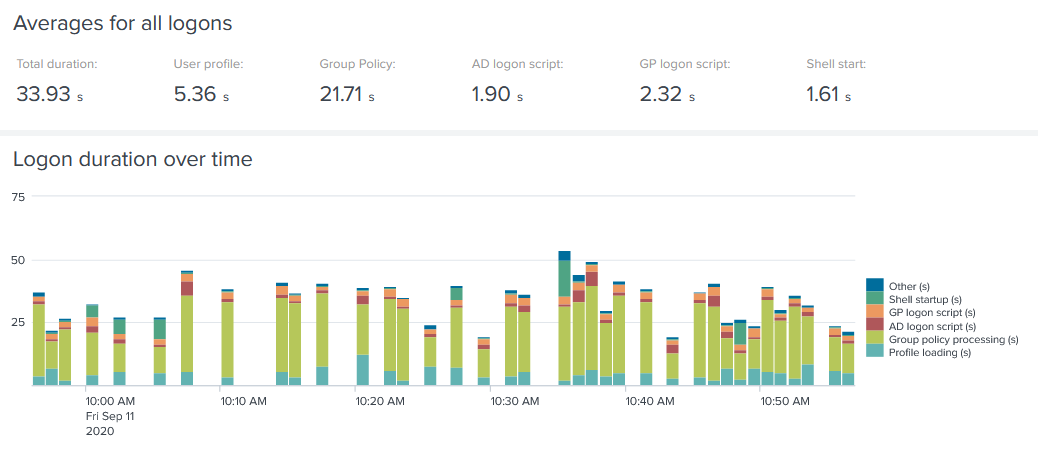 Averages for all logons
Total duration: User profile: Group Policy: AD logon script: GP logon script: Shell start:
33.93 s 5.36 s 21.71 s 1.90 s 2.32 s 1.61 s
Logon duration over time
75
50
25
Other (s)
Shell startup (s)
GP logon script (s)
AD logon script (s)
Group policy processing (s)
Profile loading (s)
10:00 AM 10:10 AM 10:20 AM 10:30 AM 10:40 AM 10:50 AM
Fri Sep 11
2020